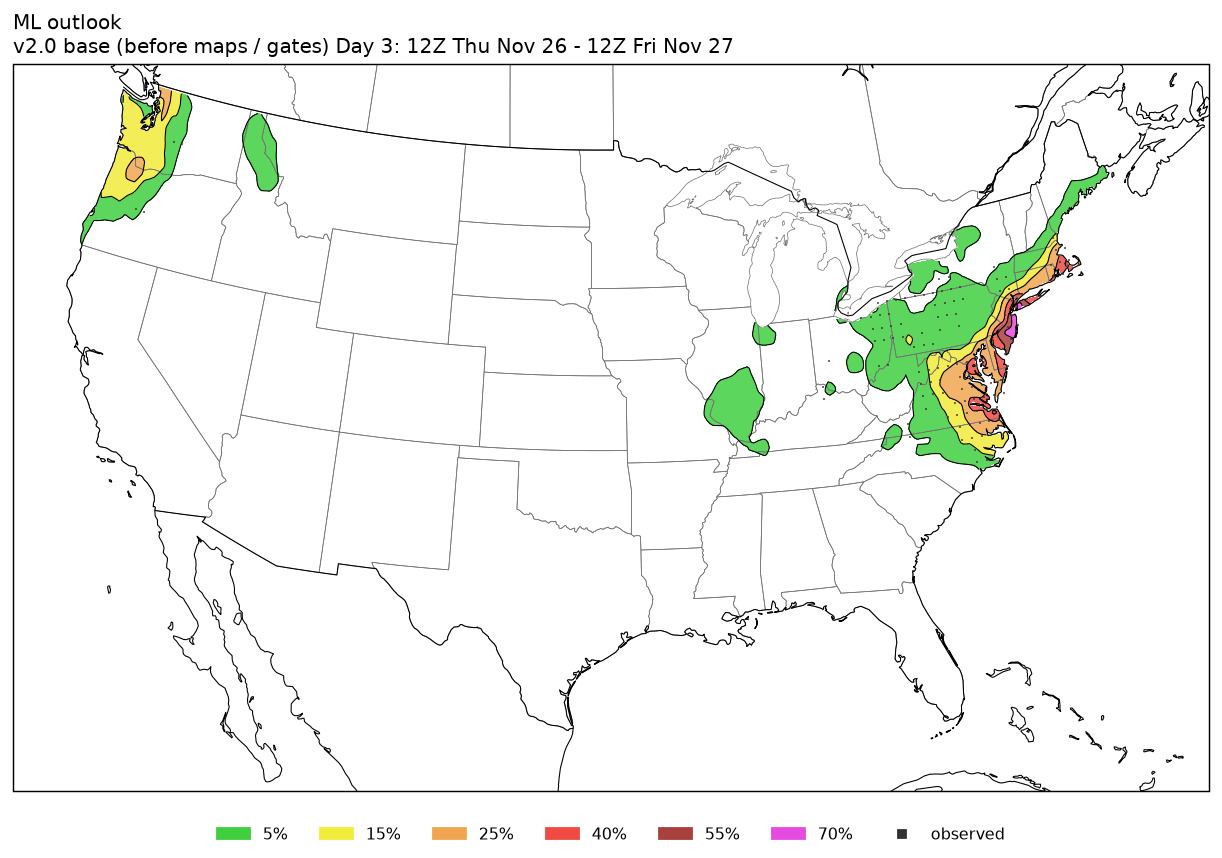 ML outlook
v2.0 base (before maps / gates) Day 3: 12Z Thu Nov 26 - 12Z Fri Nov 27
5% 15% 25% 40% 55% 70% observed